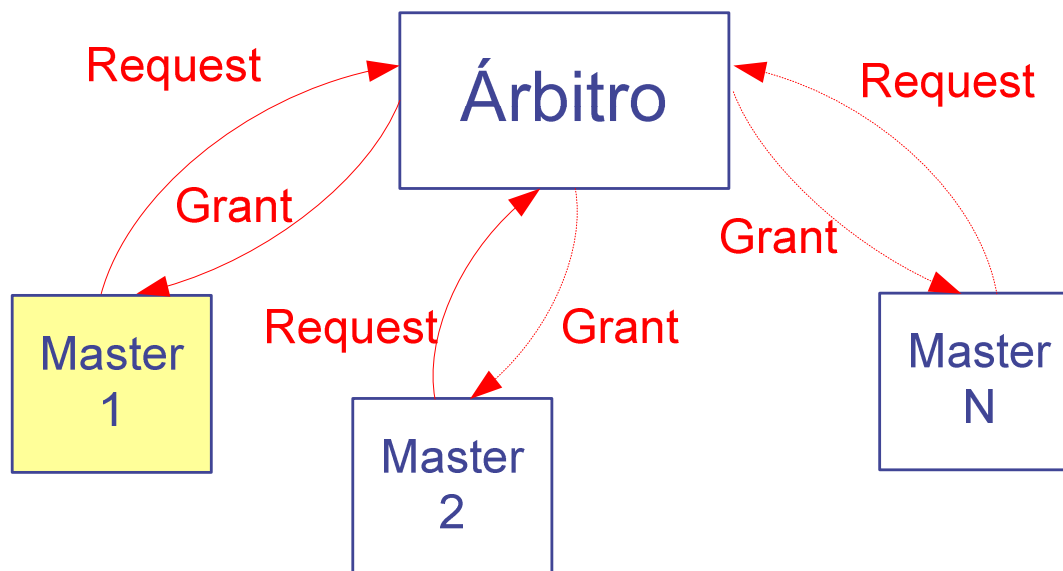 Request
Árbitro
Request
Grant
Grant
Request
Grant
Master
1
Master
2
Master
N